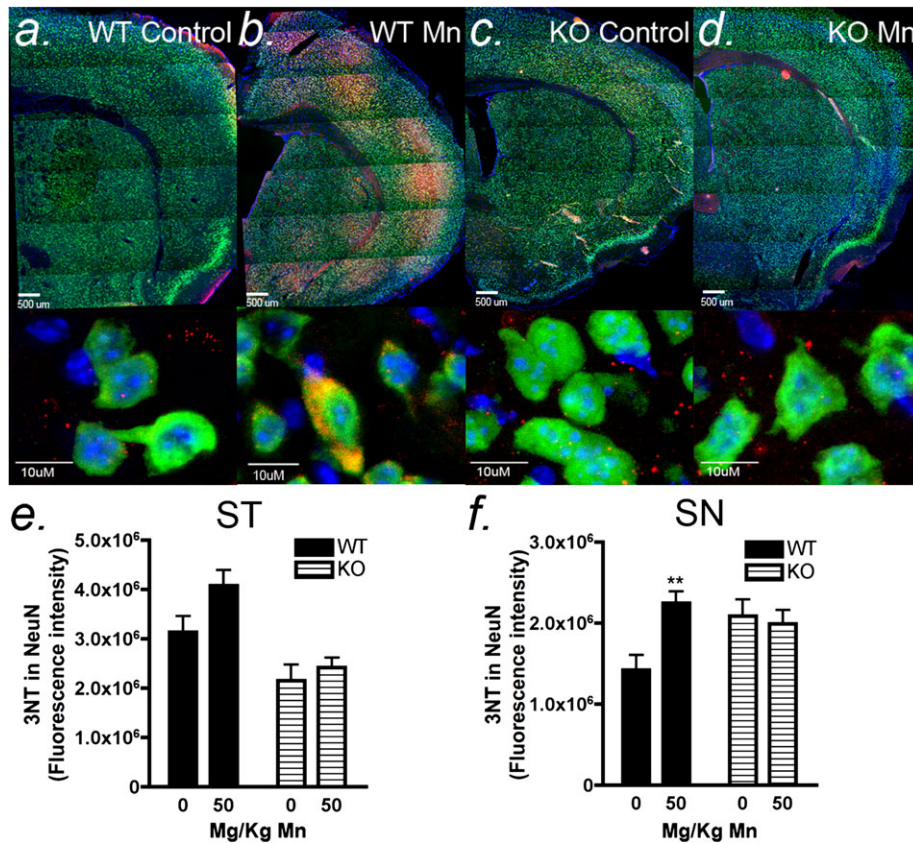 a. WT Control b. WT Mn c. KO Control d. KO Mn
500 um 500 um 500 um 500 um
10uM 10uM 10uM 10uM
e. ST f. SN
3NT in NeuN
(Fluorescence intensity)
5.0x10⁶
4.0x10⁶
3.0x10⁶
2.0x10⁶
1.0x10⁶
0
WT
KO
0 50 0 50
Mg/Kg Mn
3NT in NeuN
(Fluorescence intensity)
3.0x10⁶
2.0x10⁶
1.0x10⁶
0
**
WT
KO
0 50 0 50
Mg/Kg Mn